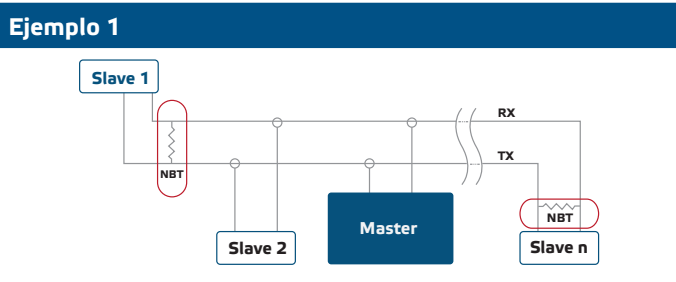 Ejemplo 1
Slave 1
RX
TX
NBT
NBT
Master
Slave 2
Slave n